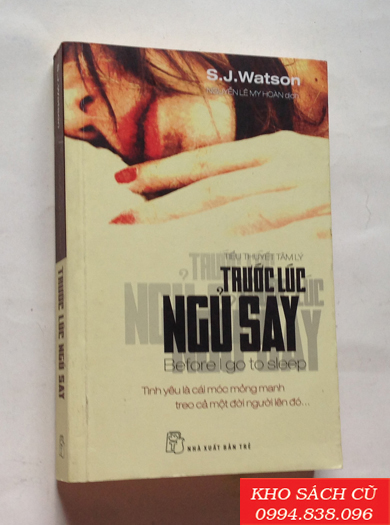 S.J.Watson
NGUYỄN LÊ MY HOÀN dịch
TIỂU THUYẾT TÂM LÝ
TRƯỚC LÚC
NGỦ SAY
Before I go to sleep
Tình yêu là cái móc mỏng manh
treo cả một đời người lên đó...
NHÀ XUẤT BẢN TRẺ
S.J.Watson
TRƯỚC LÚC NGỦ SAY
KHO SÁCH CŨ
0994.838.096